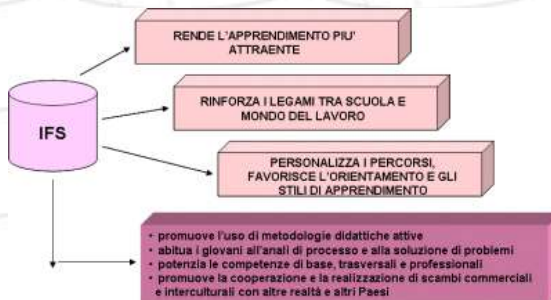 RENDE L'APPRENDIMENTO PIU'
ATTRAENTE
IFS
RINFORZA I LEGAMI TRA SCUOLA E
MONDO DEL LAVORO
PERSONALIZZA I PERCORSI,
FAVORISCE L'ORIENTAMENTO E GLI
STILI DI APPRENDIMENTO
• promuove l'uso di metodologie didattiche attive
• abitua i giovani all'anali di processo e alla soluzione di problemi
• potenzia le competenze di base, trasversali e professionali
• promuove la cooperazione e la realizzazione di scambi commerciali
e interculturali con altre realtà e altri Paesi